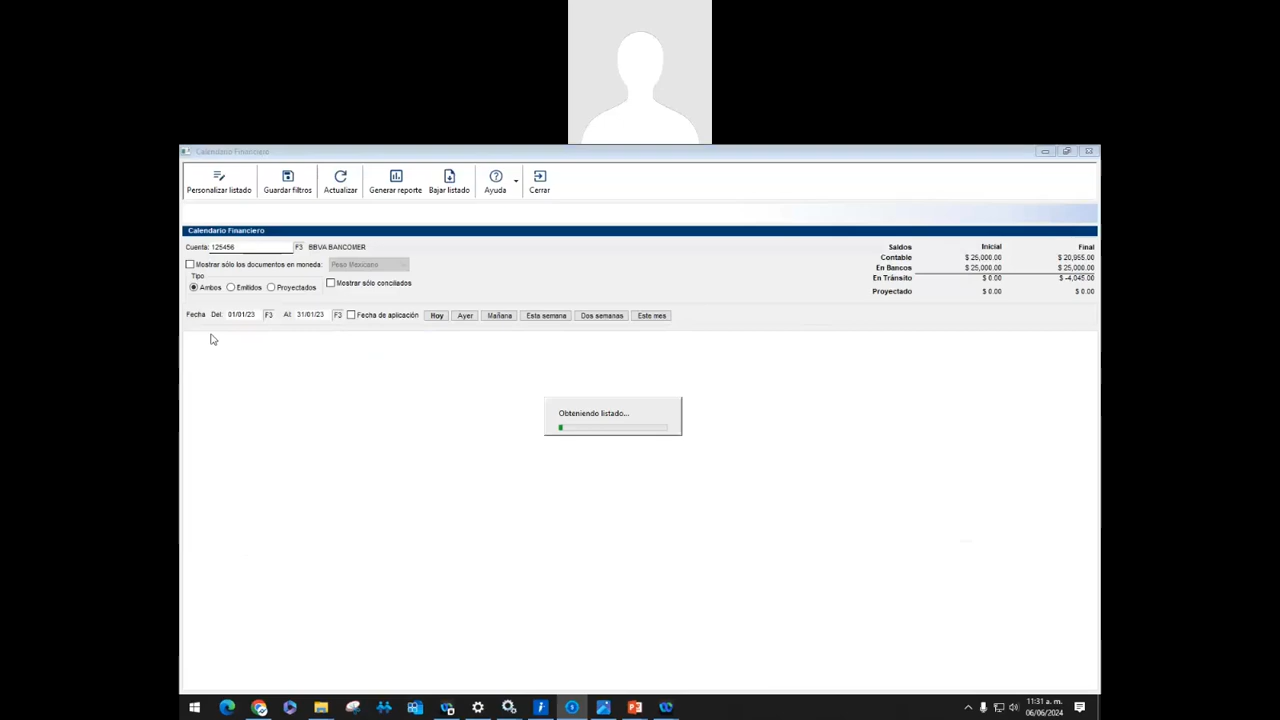 Calendario Financiero
Personalizar listado Guardar filtros Actualizar Generar reporte Bajar listado Ayuda Cerrar
Calendario Financiero
Cuenta: 125456 F3 BBVA BANCOMER
Saldos Inicial Final
Contable $ 25,000.00 $ 20,955.00
En Bancos $ 25,000.00 $ 25,000.00
En Tránsito $ 0.00 $ -4,045.00
Proyectado $ 0.00 $ 0.00
Mostrar sólo los documentos en moneda: Peso Mexicano
Tipo
Ambos Emitidos Proyectados
Mostrar sólo conciliados
Fecha Del: 01/01/23 F3 Al: 31/01/23 F3 Fecha de aplicación Hoy Ayer Mañana Esta semana Dos semanas Este mes
Obteniendo listado...
11:31 a. m.
06/06/2024